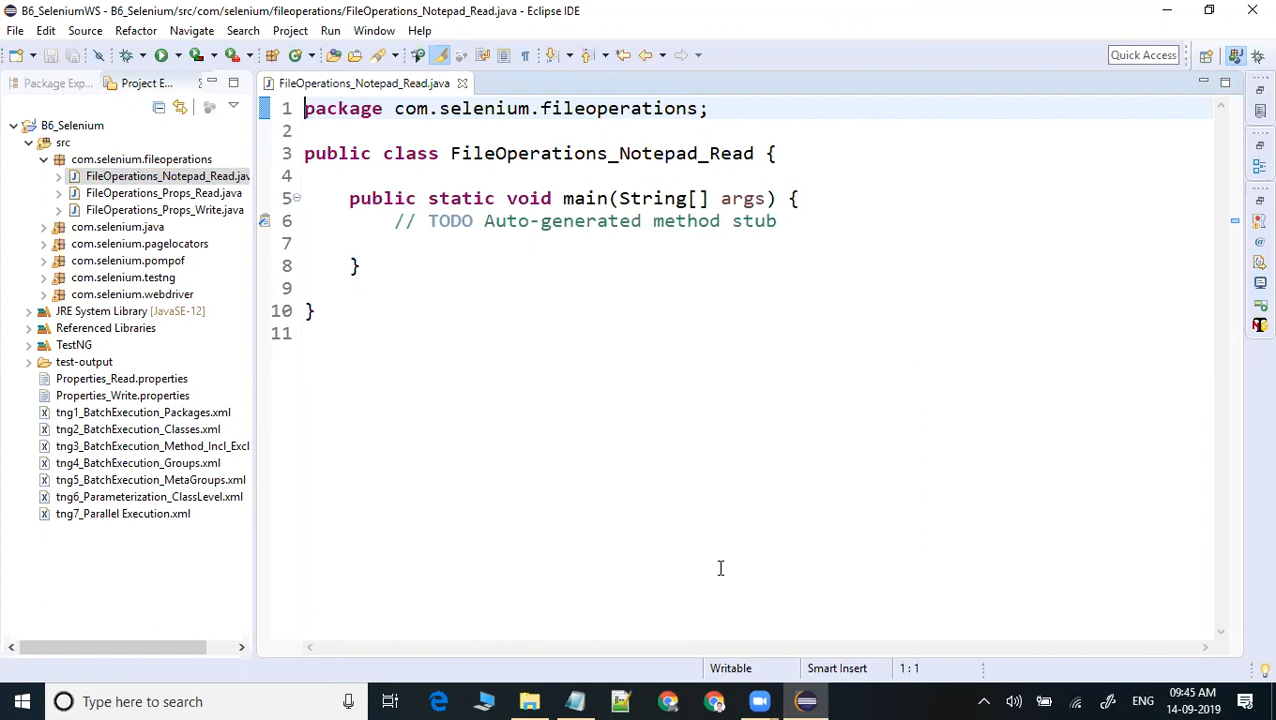 B6_SeleniumWS - B6_Selenium/src/com/selenium/fileoperations/FileOperations_Notepad_Read.java - Eclipse IDE
File Edit Source Refactor Navigate Search Project Run Window Help
Quick Access
Package Exp... Project E... FileOperations_Notepad_Read.java
B6_Selenium
src
com.selenium.fileoperations
FileOperations_Notepad_Read.jav
FileOperations_Props_Read.java
FileOperations_Props_Write.java
com.selenium.java
com.selenium.pagelocators
com.selenium.pompof
com.selenium.testng
com.selenium.webdriver
JRE System Library [JavaSE-12]
Referenced Libraries
TestNG
test-output
Properties_Read.properties
Properties_Write.properties
tng1_BatchExecution_Packages.xml
tng2_BatchExecution_Classes.xml
tng3_BatchExecution_Method_Incl_Excl
tng4_BatchExecution_Groups.xml
tng5_BatchExecution_MetaGroups.xml
tng6_Parameterization_ClassLevel.xml
tng7_Parallel Execution.xml
1 package com.selenium.fileoperations;
2
3 public class FileOperations_Notepad_Read {
4
5 public static void main(String[] args) {
6 // TODO Auto-generated method stub
7
8 }
9
10 }
11
Writable Smart Insert 1 : 1
Type here to search
ENG
09:45 AM
14-09-2019